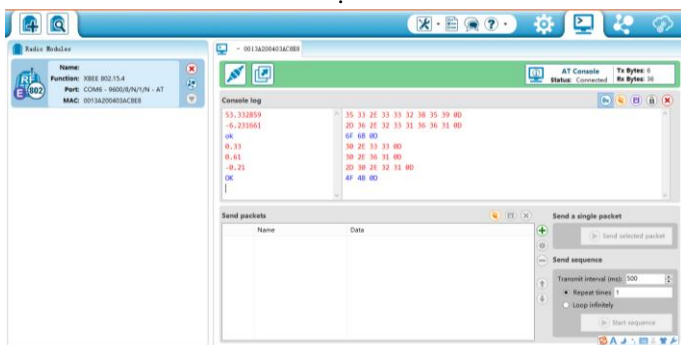 Radio Modules
- 0013A200403AC8E8
Name:
Function: XBEE 802.15.4
Port: COM6 - 9600/8/N/1/N - AT
MAC: 0013A200403AC8E8
802
AT Console
Status: Connected
Tx Bytes: 6
Rx Bytes: 36
Console log
53.332859
-6.231661
ok
0.33
0.61
-0.21
OK
35 33 2E 33 33 32 38 35 39 0D
2D 36 2E 32 33 31 36 36 31 0D
6F 6B 0D
30 2E 33 33 0D
30 2E 36 31 0D
2D 30 2E 32 31 0D
4F 4B 0D
Send packets
Name
Data
Send a single packet
Send selected packet
Send sequence
Transmit interval (ms): 500
Repeat times 1
Loop infinitely
Start sequence